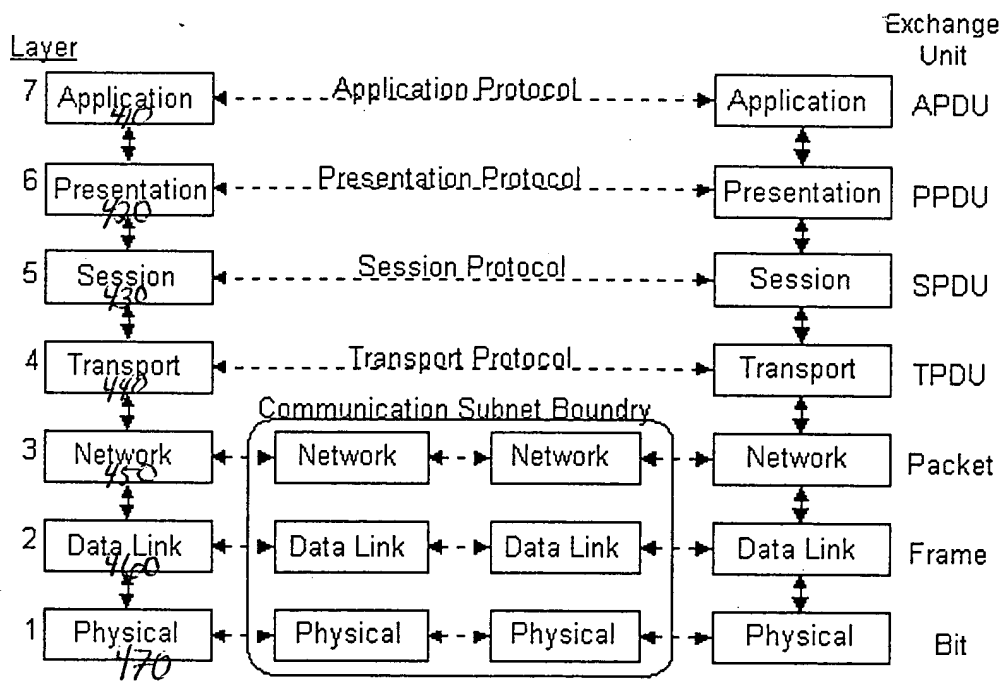 Exchange
Unit
Layer
7 Application Application Protocol Application APDU
410
6 Presentation Presentation Protocol Presentation PPDU
420
5 Session Session Protocol Session SPDU
430
4 Transport Transport Protocol Transport TPDU
440
Communication Subnet Boundry
3 Network Network Network Network Packet
450
2 Data Link Data Link Data Link Data Link Frame
460
1 Physical Physical Physical Physical Bit
470